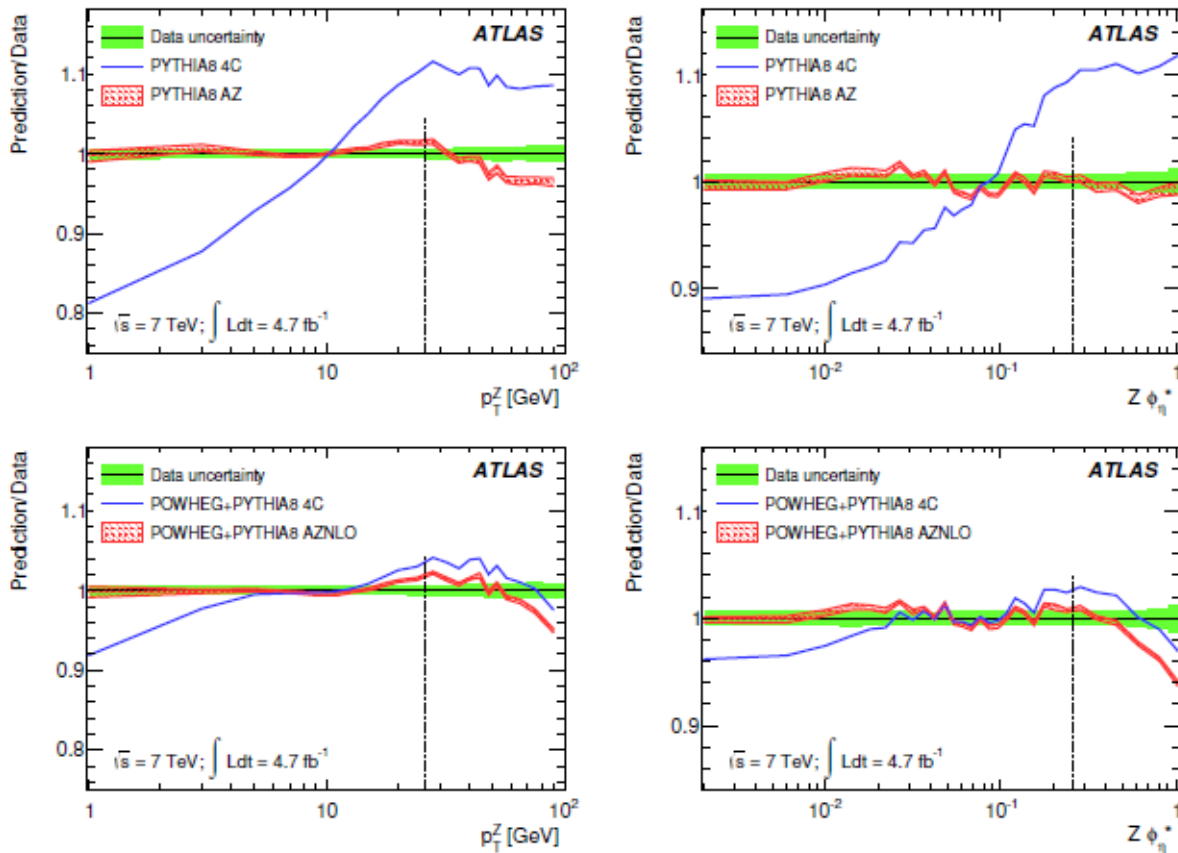 Prediction/Data
ATLAS
Data uncertainty
PYTHIA8 4C
PYTHIA8 AZ
1.1
1
0.9
0.8
√s = 7 TeV; ∫ Ldt = 4.7 fb⁻¹
1 10 10²
p_T^Z [GeV]
Prediction/Data
ATLAS
Data uncertainty
PYTHIA8 4C
PYTHIA8 AZ
1.1
1
0.9
√s = 7 TeV; ∫ Ldt = 4.7 fb⁻¹
10⁻² 10⁻¹ 1
Z ϕ_η*
Prediction/Data
ATLAS
Data uncertainty
POWHEG+PYTHIA8 4C
POWHEG+PYTHIA8 AZNLO
1.1
1
0.9
0.8
√s = 7 TeV; ∫ Ldt = 4.7 fb⁻¹
1 10 10²
p_T^Z [GeV]
Prediction/Data
ATLAS
Data uncertainty
POWHEG+PYTHIA8 4C
POWHEG+PYTHIA8 AZNLO
1.1
1
0.9
√s = 7 TeV; ∫ Ldt = 4.7 fb⁻¹
10⁻² 10⁻¹ 1
Z ϕ_η*